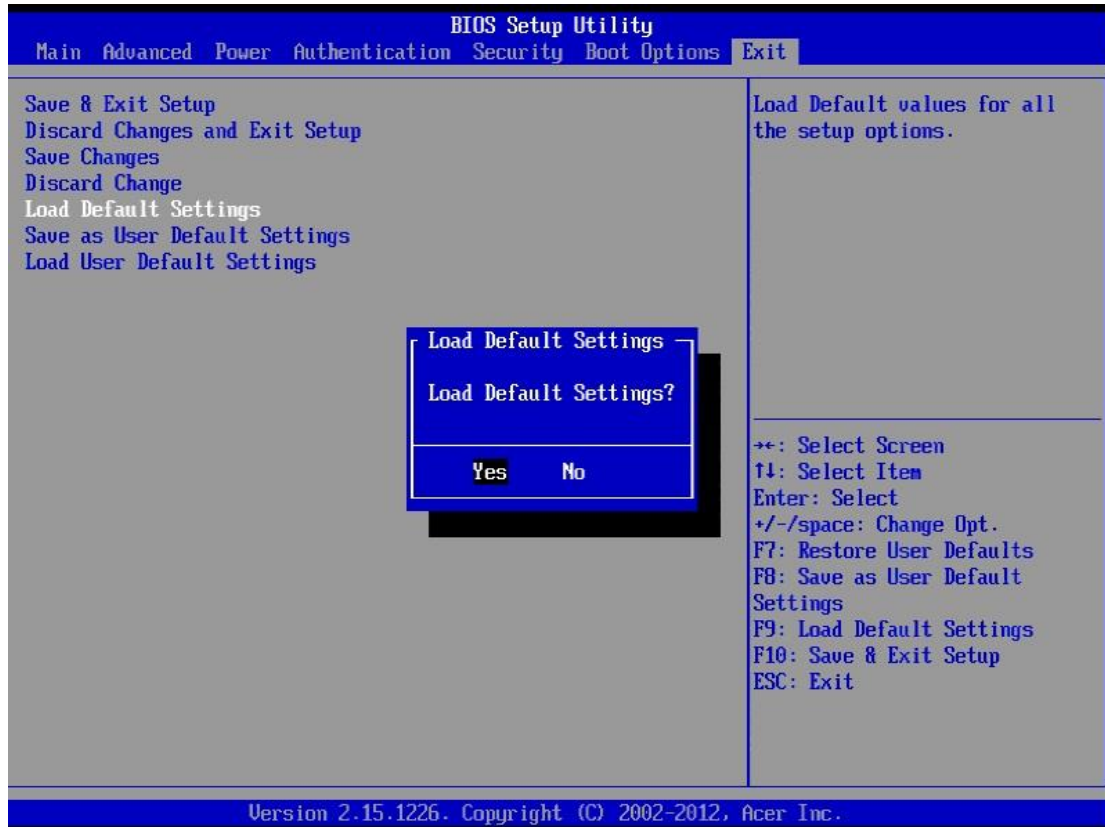 BIOS Setup Utility
Main Advanced Power Authentication Security Boot Options Exit
Save & Exit Setup
Discard Changes and Exit Setup
Save Changes
Discard Change
Load Default Settings
Save as User Default Settings
Load User Default Settings
Load Default values for all
the setup options.
Load Default Settings
Load Default Settings?
Yes No
→←: Select Screen
↑↓: Select Item
Enter: Select
+/-/space: Change Opt.
F7: Restore User Defaults
F8: Save as User Default
Settings
F9: Load Default Settings
F10: Save & Exit Setup
ESC: Exit
Version 2.15.1226. Copyright (C) 2002-2012, Acer Inc.